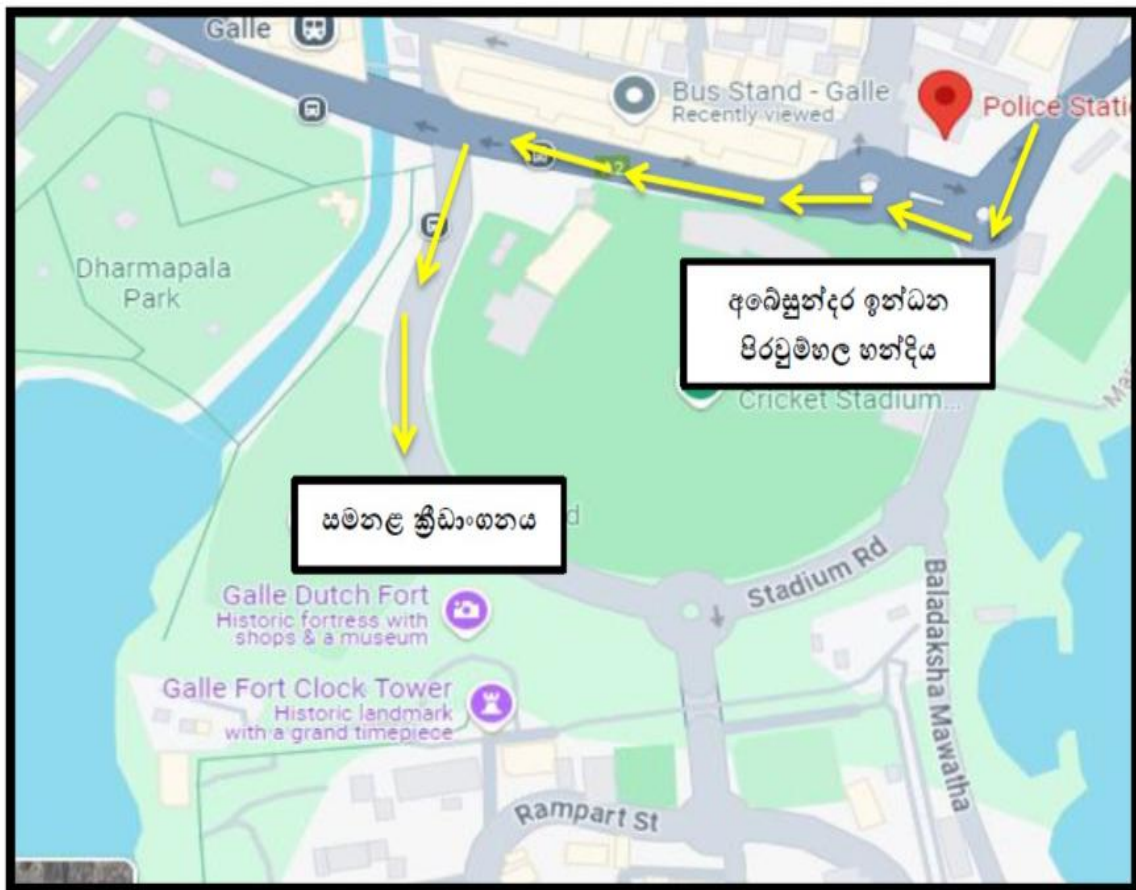 Galle
Bus Stand - Galle
Recently viewed
Police Stati
A2
Dharmapala
Park
අබේසුන්දර ඉන්ධන
පිරවුම්හල හන්දිය
Cricket Stadium...
සමනළ ක්‍රීඩාංගනය
d
Stadium Rd
Baladaksha Mawatha
Galle Dutch Fort
Historic fortress with
shops & a museum
Galle Fort Clock Tower
Historic landmark
with a grand timepiece
Rampart St